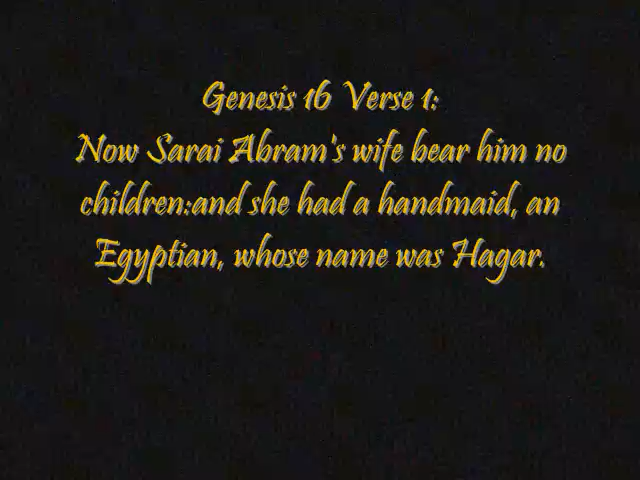 Genesis 16 Verse 1:
Now Sarai Abram's wife bear him no
children:and she had a handmaid, an
Egyptian, whose name was Hagar.